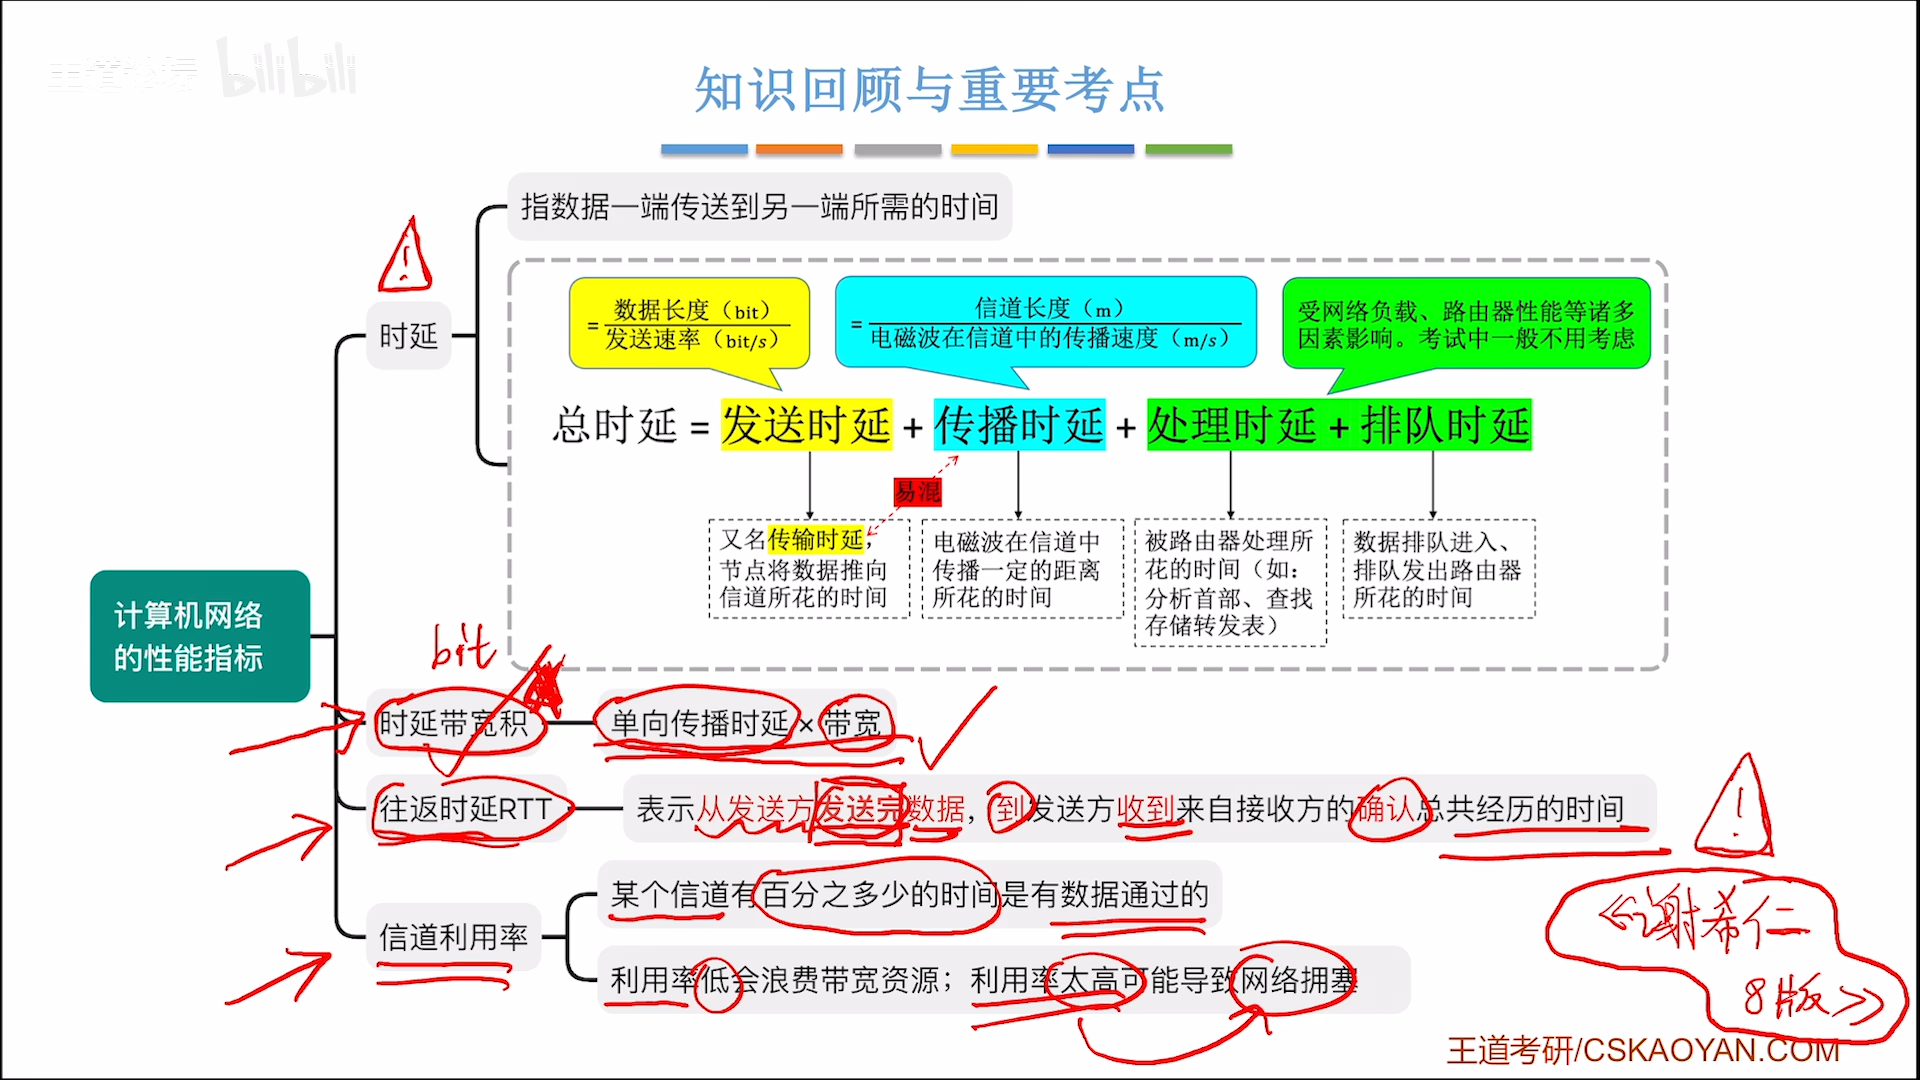 王道论坛 bilibili
知识回顾与重要考点
指数据一端传送到另一端所需的时间
时延
= 数据长度（bit）
发送速率（bit/s）
= 信道长度（m）
电磁波在信道中的传播速度（m/s）
受网络负载、路由器性能等诸多
因素影响。考试中一般不用考虑
总时延 = 发送时延 + 传播时延 + 处理时延 + 排队时延
易混
又名传输时延，
节点将数据推向
信道所花的时间
电磁波在信道中
传播一定的距离
所花的时间
被路由器处理所
花的时间（如：
分析首部、查找
存储转发表）
数据排队进入、
排队发出路由器
所花的时间
计算机网络
的性能指标
bit
时延带宽积
单向传播时延 × 带宽
往返时延RTT
表示从发送方发送完数据，到发送方收到来自接收方的确认总共经历的时间
信道利用率
某个信道有百分之多少的时间是有数据通过的
利用率低会浪费带宽资源；利用率太高可能导致网络拥塞
!
!
《谢希仁
8版》
王道考研/CSKAOYAN.COM